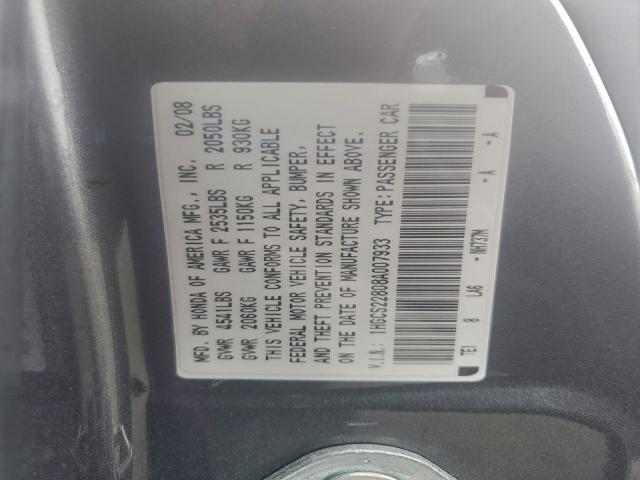 MFD. BY HONDA OF AMERICA MFG., INC. 02/08
GVWR 4541LBS GAWR F 2535LBS R 2050LBS
GVWR 2060KG GAWR F 1150KG R 930KG
THIS VEHICLE CONFORMS TO ALL APPLICABLE
FEDERAL MOTOR VEHICLE SAFETY, BUMPER,
AND THEFT PREVENTION STANDARDS IN EFFECT
ON THE DATE OF MANUFACTURE SHOWN ABOVE.
V.I.N.: 1HGCS22808A007933 TYPE: PASSENGER CAR
TE1 8 LA6 - NH737M - A - A